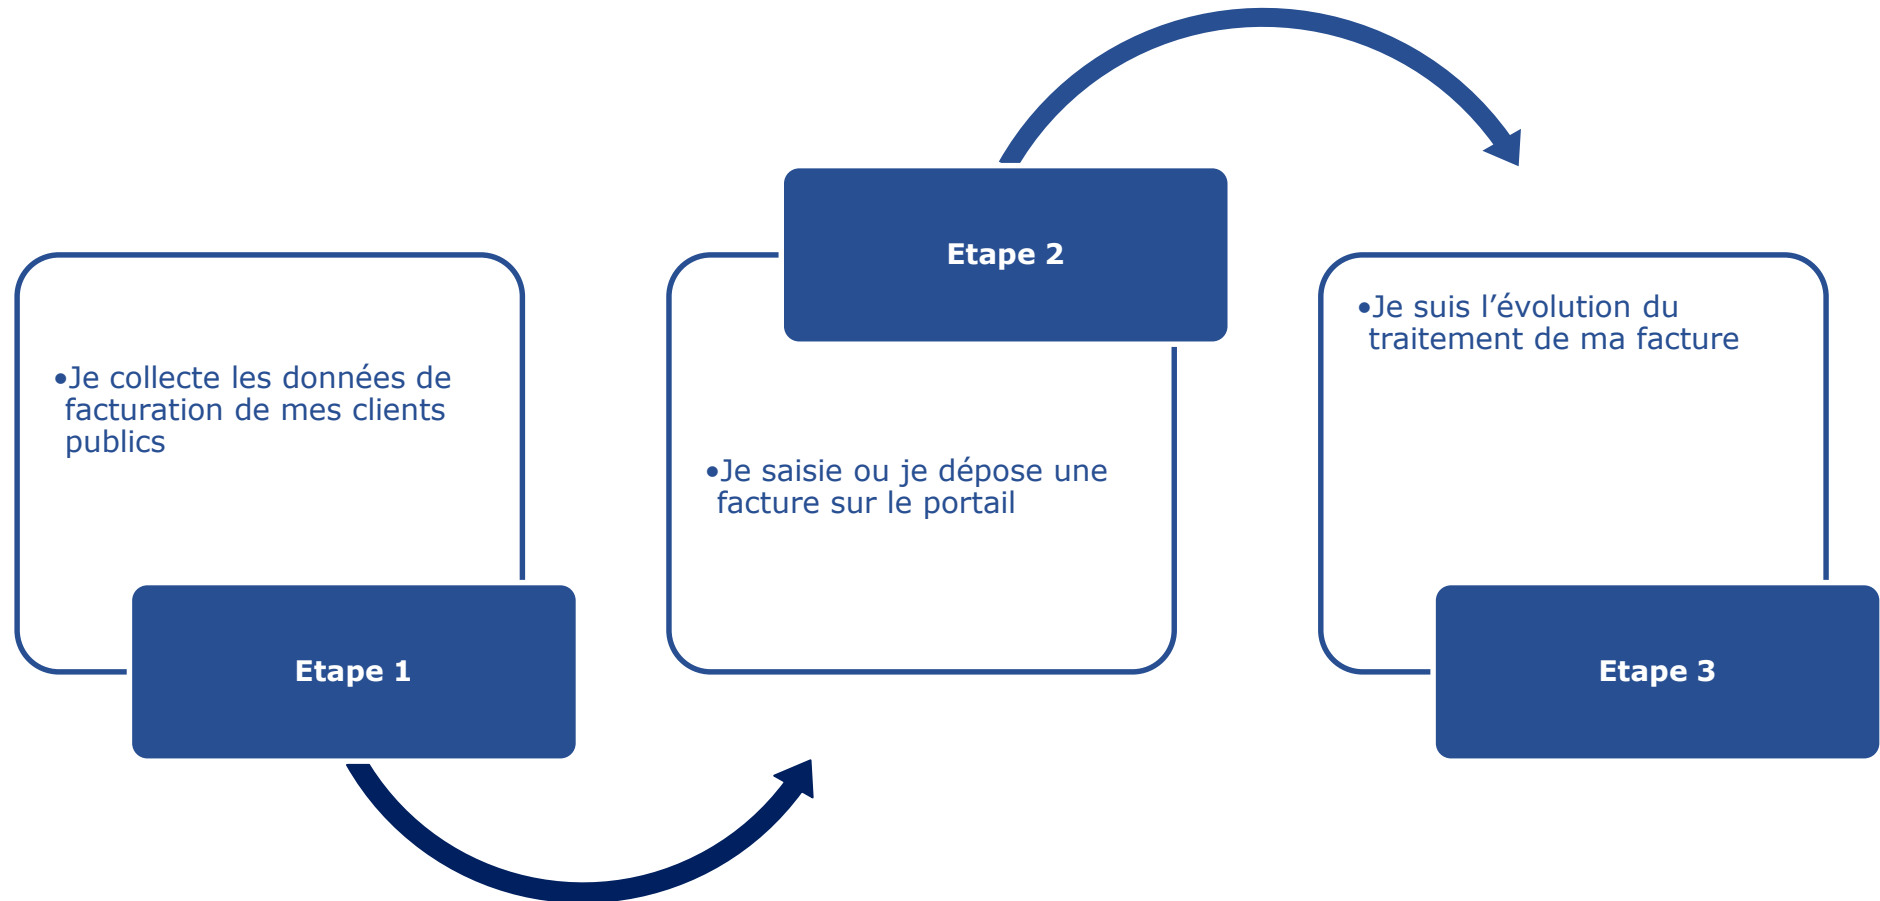 •Je collecte les données de
facturation de mes clients
publics
Etape 1
Etape 2
•Je saisie ou je dépose une
facture sur le portail
•Je suis l’évolution du
traitement de ma facture
Etape 3